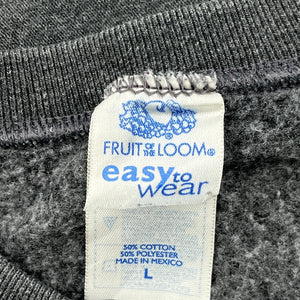 FRUIT OF THE LOOM®
easy to
wear
50% COTTON
50% POLYESTER
MADE IN MEXICO
L